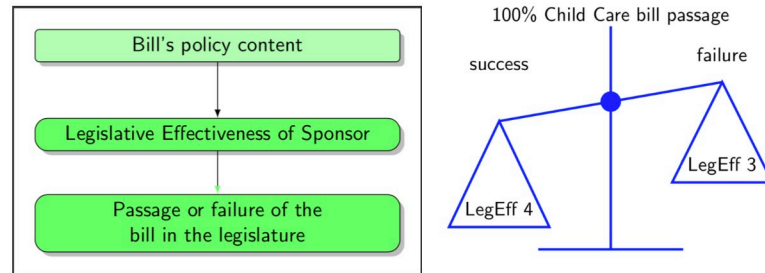 Bill's policy content
Legislative Effectiveness of Sponsor
Passage or failure of the
bill in the legislature
100% Child Care bill passage
success
failure
LegEff 4
LegEff 3